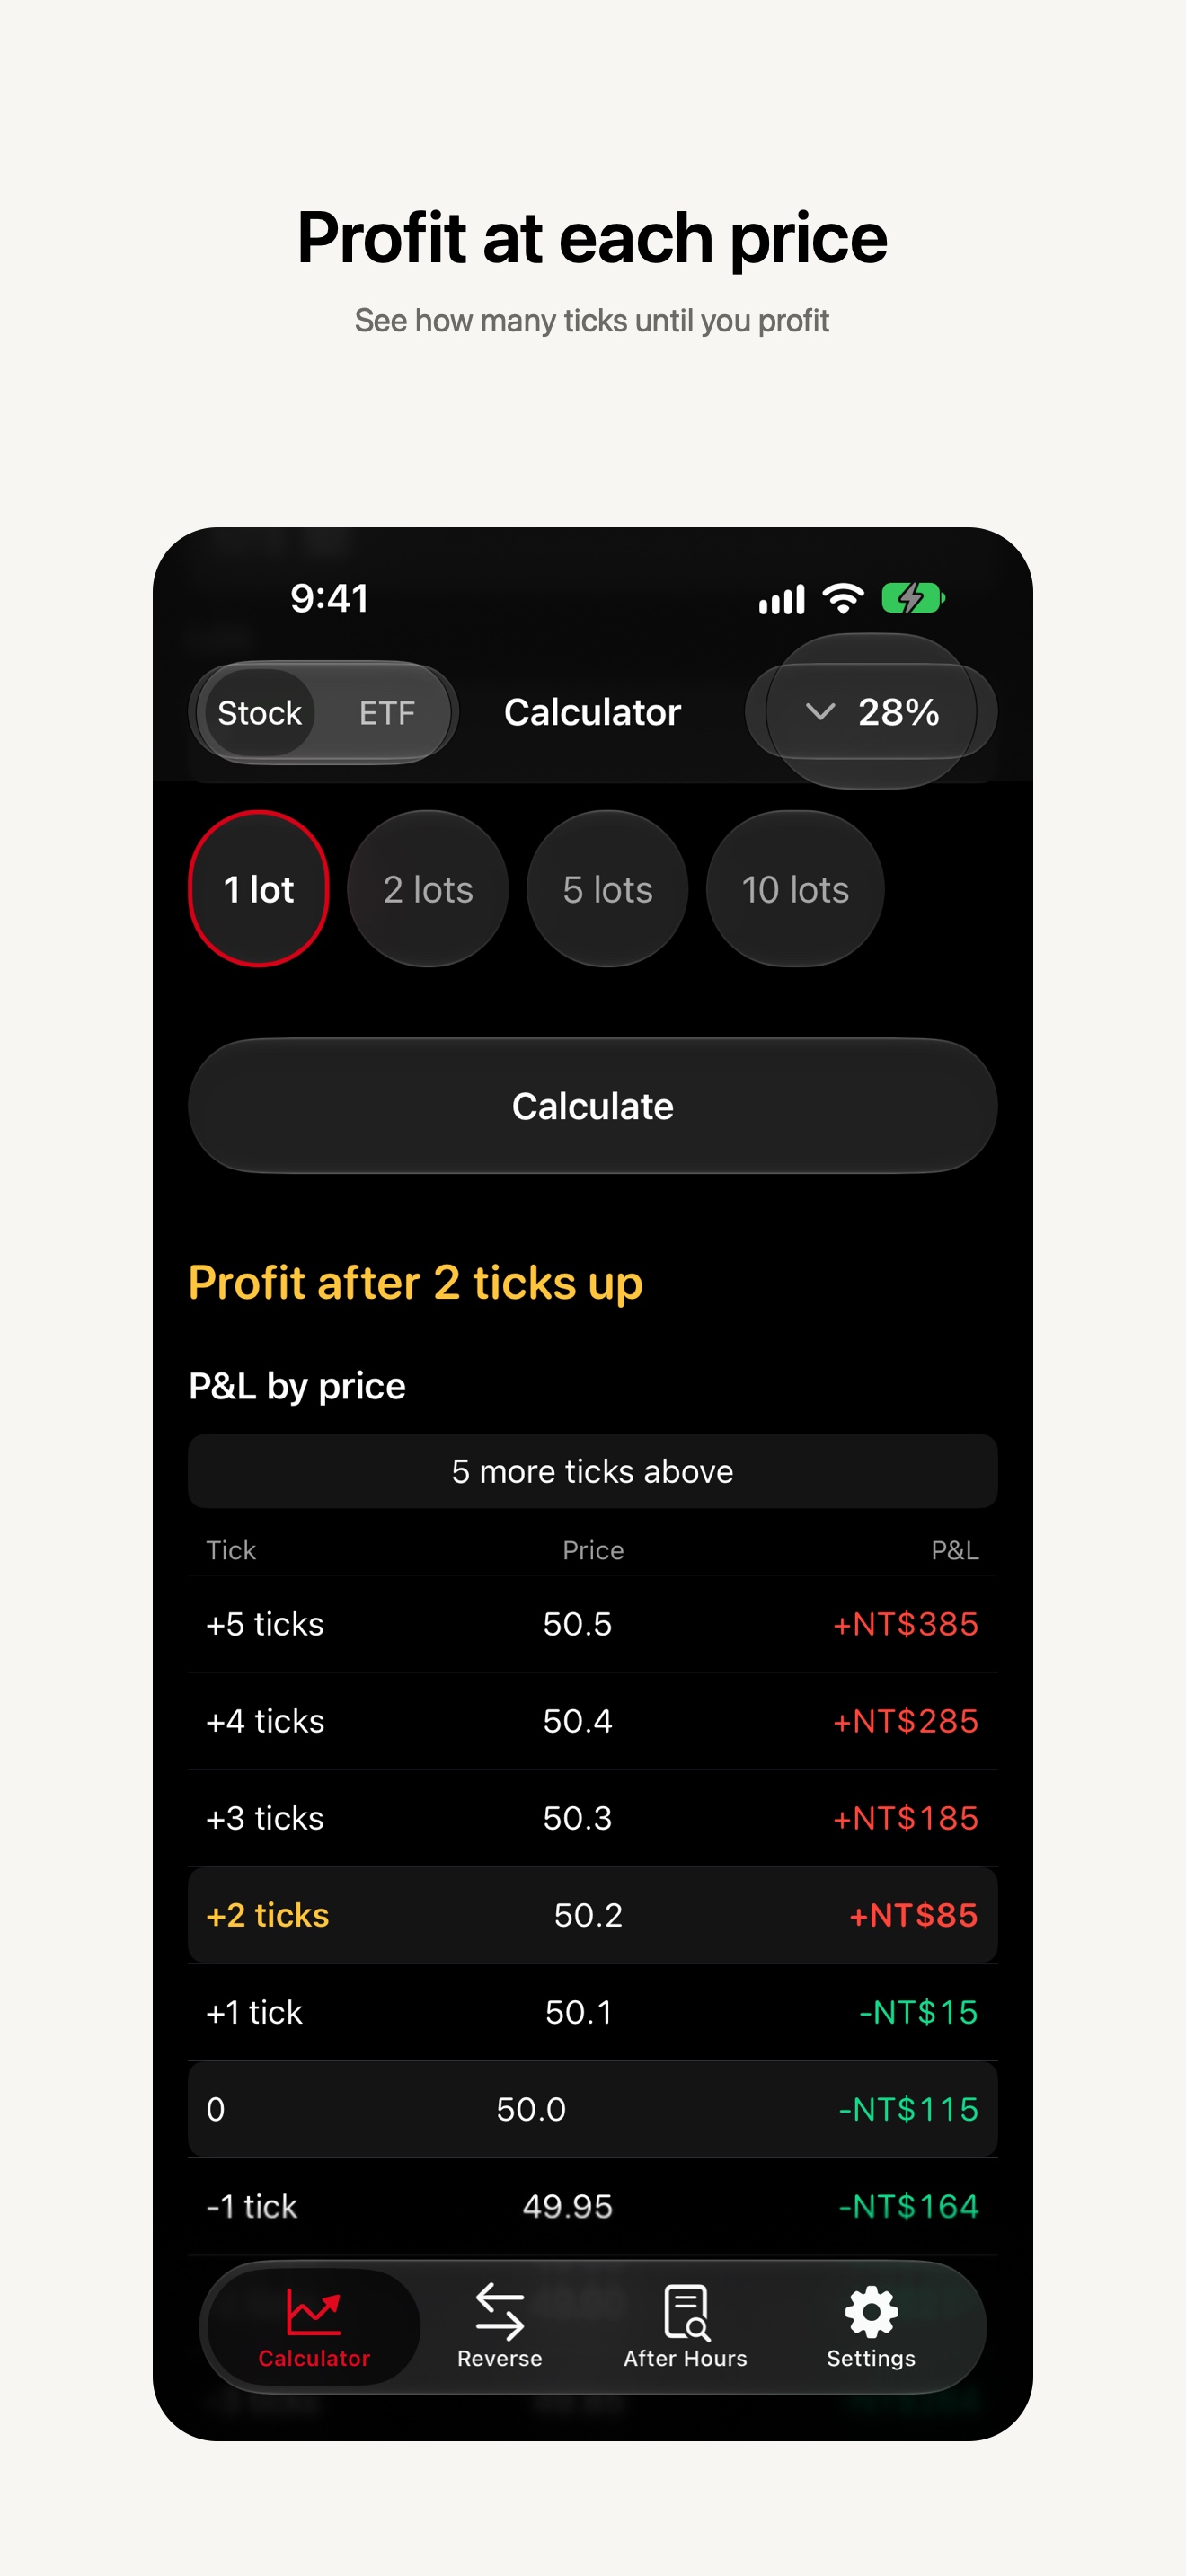 Profit at each price
See how many ticks until you profit
9:41
Stock ETF Calculator 28%
1 lot 2 lots 5 lots 10 lots
Calculate
Profit after 2 ticks up
P&L by price
5 more ticks above
Tick Price P&L
+5 ticks 50.5 +NT$385
+4 ticks 50.4 +NT$285
+3 ticks 50.3 +NT$185
+2 ticks 50.2 +NT$85
+1 tick 50.1 -NT$15
0 50.0 -NT$115
-1 tick 49.95 -NT$164
Calculator Reverse After Hours Settings